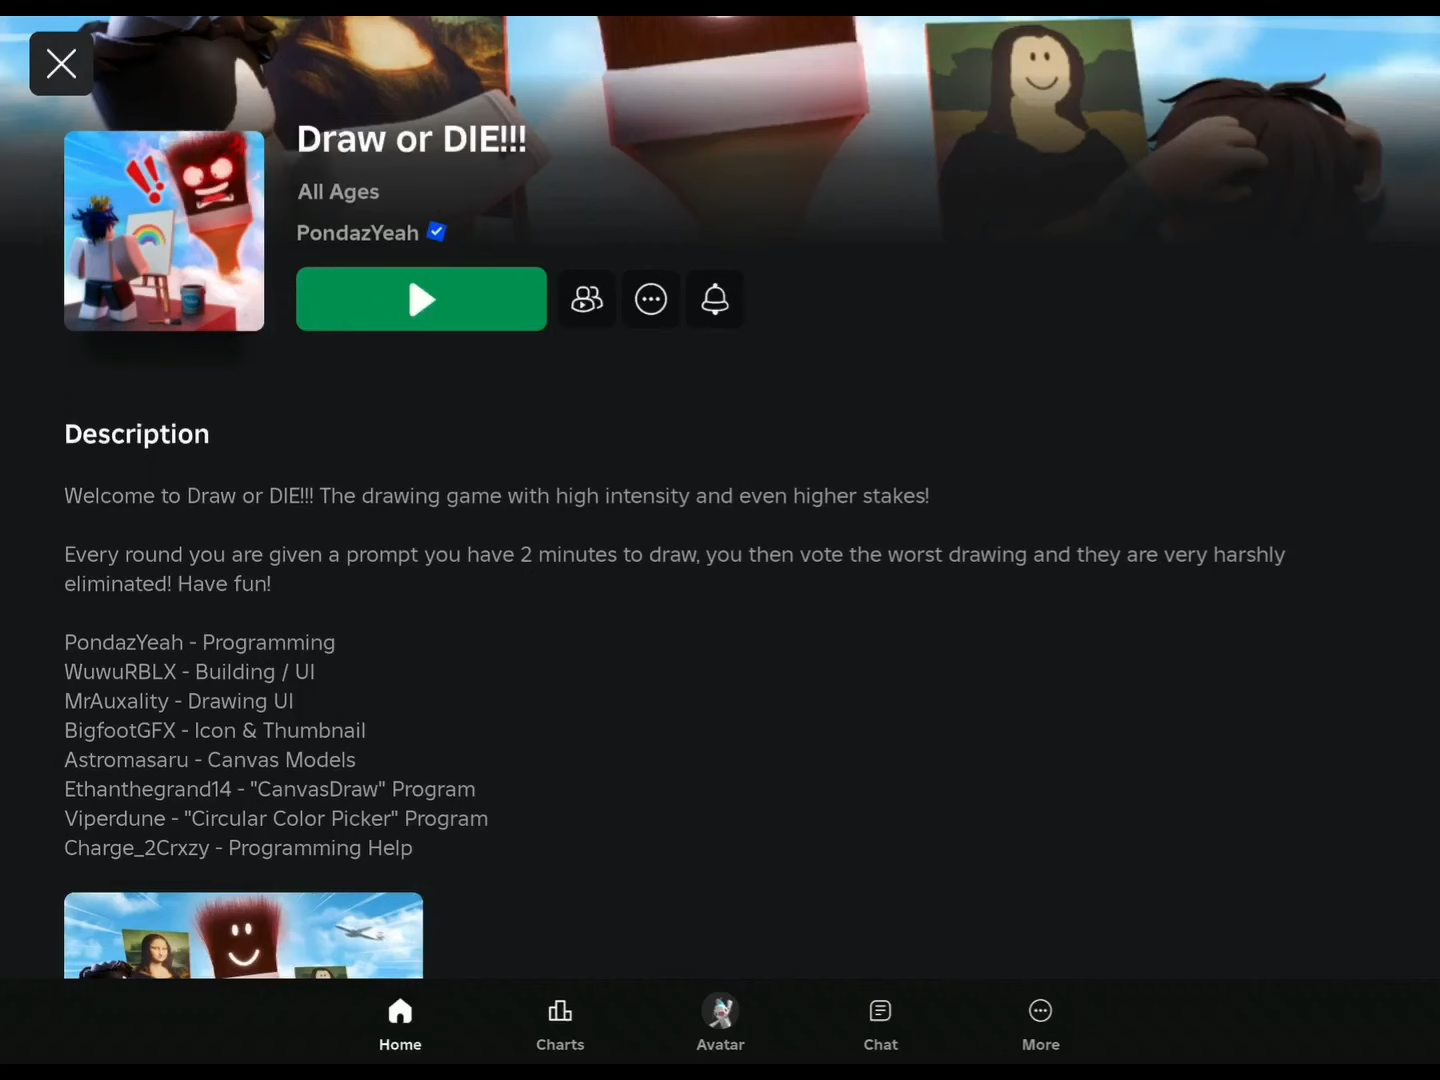 Draw or DIE!!!
All Ages
PondazYeah
Description
Welcome to Draw or DIE!!! The drawing game with high intensity and even higher stakes!
Every round you are given a prompt you have 2 minutes to draw, you then vote the worst drawing and they are very harshly
eliminated! Have fun!
PondazYeah - Programming
WuwuRBLX - Building / UI
MrAuxality - Drawing UI
BigfootGFX - Icon & Thumbnail
Astromasaru - Canvas Models
Ethanthegrand14 - "CanvasDraw" Program
Viperdune - "Circular Color Picker" Program
Charge_2Crxzy - Programming Help
Home
Charts
Avatar
Chat
More